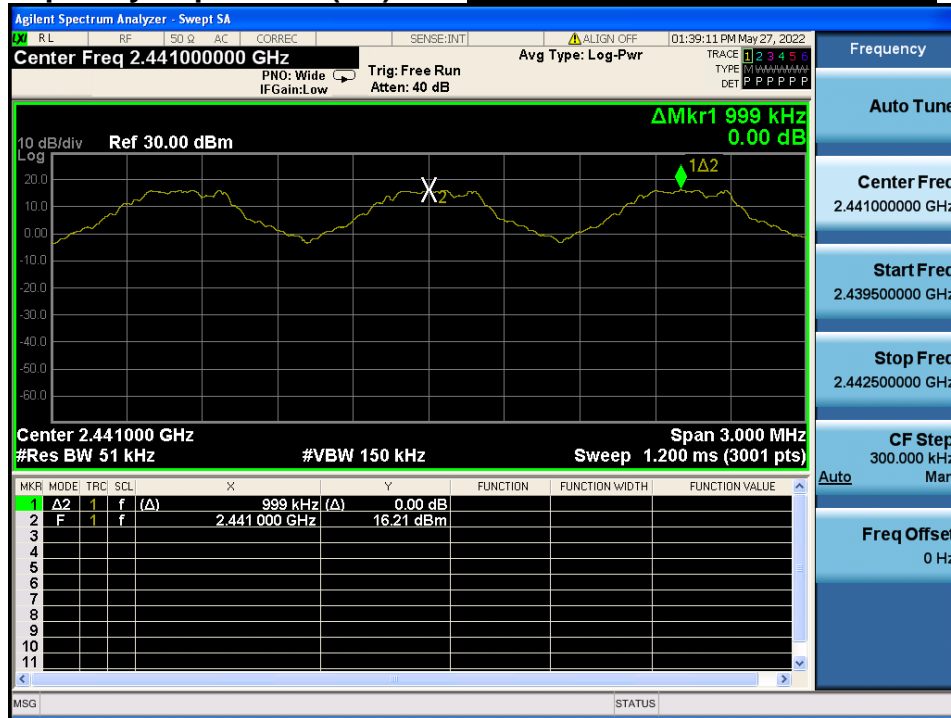 Agilent Spectrum Analyzer - Swept SA
LXI RL RF 50 Ω AC CORREC SENSE:INT ALIGN OFF 01:39:11 PM May 27, 2022
Center Freq 2.441000000 GHz
PNO: Wide
IFGain:Low
Trig: Free Run
Atten: 40 dB
Avg Type: Log-Pwr
TRACE 1 2 3 4 5 6
TYPE M
DET P P P P P P
ΔMkr1 999 kHz
0.00 dB
10 dB/div Ref 30.00 dBm
Log
20.0
10.0
0.00
-10.0
-20.0
-30.0
-40.0
-50.0
-60.0
X2
1Δ2
Center 2.441000 GHz Span 3.000 MHz
#Res BW 51 kHz #VBW 150 kHz Sweep 1.200 ms (3001 pts)
MKR MODE TRC SCL X Y FUNCTION FUNCTION WIDTH FUNCTION VALUE
1 Δ2 1 f (Δ) 999 kHz (Δ) 0.00 dB
2 F 1 f 2.441 000 GHz 16.21 dBm
3
4
5
6
7
8
9
10
11
MSG STATUS
Frequency
Auto Tune
Center Freq
2.441000000 GHz
Start Freq
2.439500000 GHz
Stop Freq
2.442500000 GHz
CF Step
300.000 kHz
Auto Man
Freq Offset
0 Hz